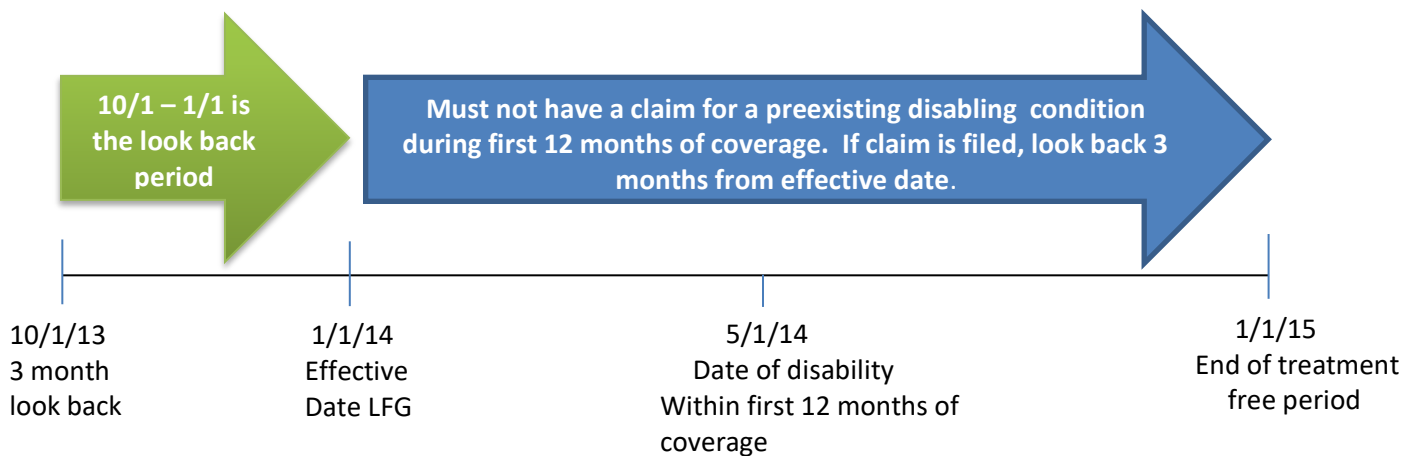 10/1 – 1/1 is
the look back
period
Must not have a claim for a preexisting disabling  condition
during first 12 months of coverage.  If claim is filed, look back 3
months from effective date.
10/1/13
3 month
look back
1/1/14
Effective
Date LFG
5/1/14
Date of disability
Within first 12 months of
coverage
1/1/15
End of treatment
free period